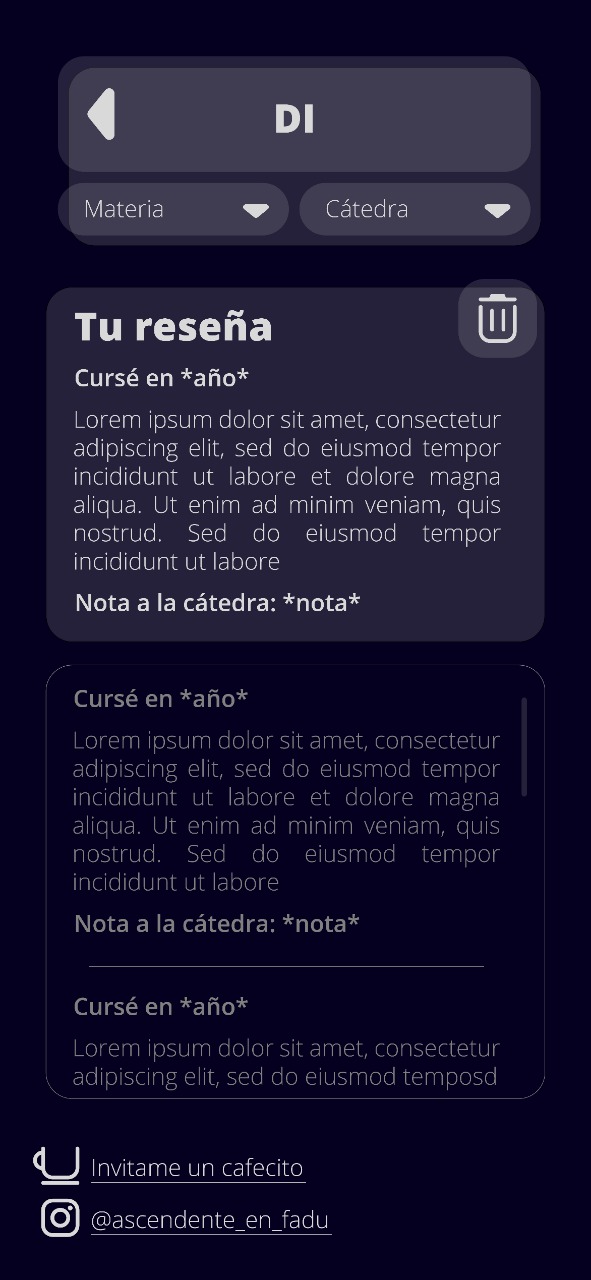 DI
Materia
Cátedra
Tu reseña
Cursé en *año*
Lorem ipsum dolor sit amet, consectetur
adipiscing elit, sed do eiusmod tempor
incididunt ut labore et dolore magna
aliqua. Ut enim ad minim veniam, quis
nostrud. Sed do eiusmod tempor
incididunt ut labore
Nota a la cátedra: *nota*
Cursé en *año*
Lorem ipsum dolor sit amet, consectetur
adipiscing elit, sed do eiusmod tempor
incididunt ut labore et dolore magna
aliqua. Ut enim ad minim veniam, quis
nostrud. Sed do eiusmod tempor
incididunt ut labore
Nota a la cátedra: *nota*
Cursé en *año*
Lorem ipsum dolor sit amet, consectetur
adipiscing elit, sed do eiusmod temposd
Invitame un cafecito
@ascendente_en_fadu